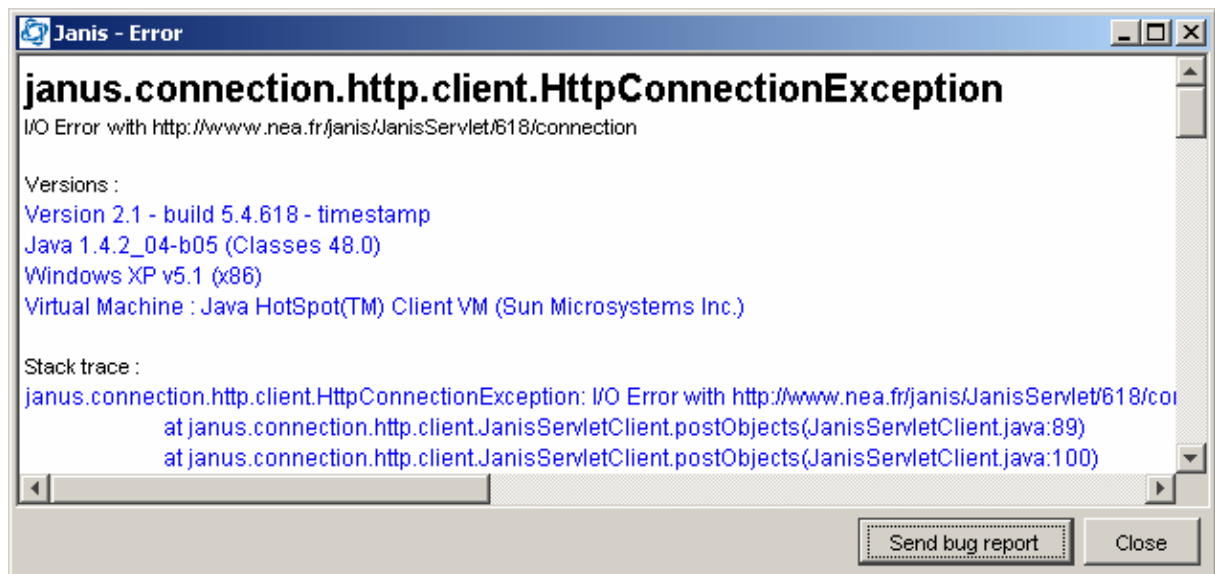 Janis - Error
janus.connection.http.client.HttpConnectionException
I/O Error with http://www.nea.fr/janis/JanisServlet/618/connection
Versions :
Version 2.1 - build 5.4.618 - timestamp
Java 1.4.2_04-b05 (Classes 48.0)
Windows XP v5.1 (x86)
Virtual Machine : Java HotSpot(TM) Client VM (Sun Microsystems Inc.)
Stack trace :
janus.connection.http.client.HttpConnectionException: I/O Error with http://www.nea.fr/janis/JanisServlet/618/con
at janus.connection.http.client.JanisServletClient.postObjects(JanisServletClient.java:89)
at janus.connection.http.client.JanisServletClient.postObjects(JanisServletClient.java:100)
Send bug report
Close